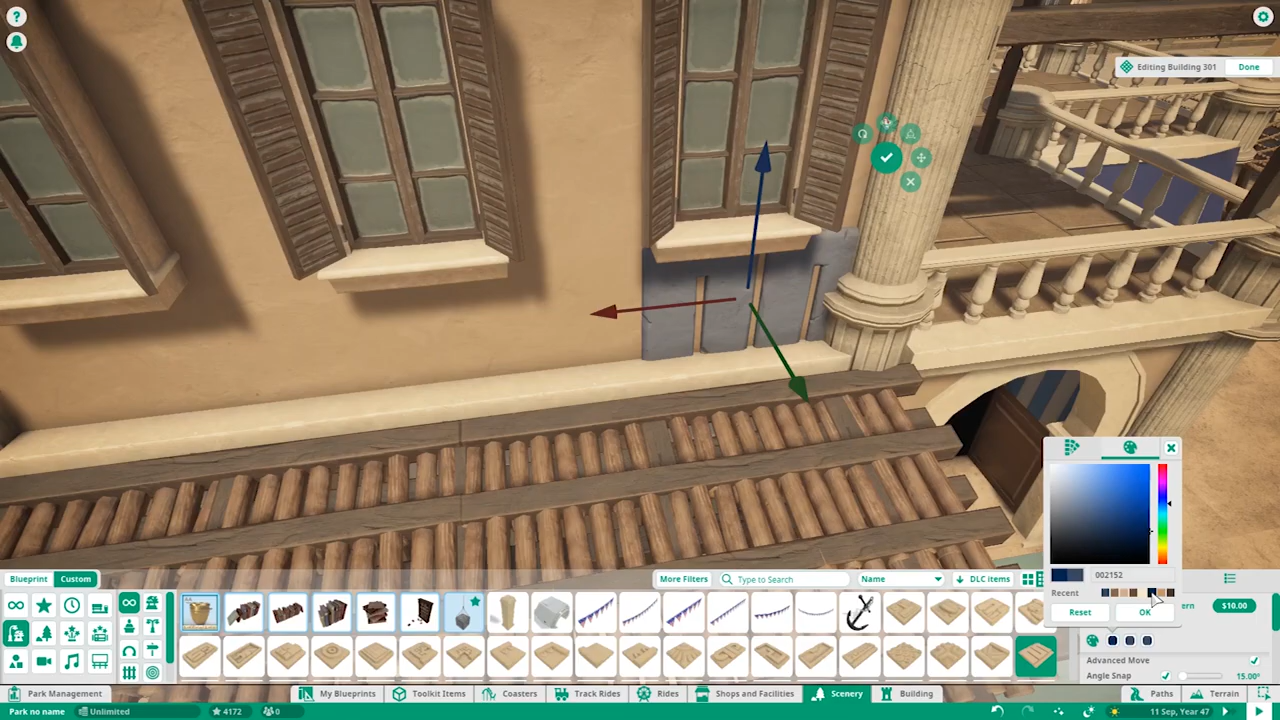 ?
Editing Building 301 Done
002152
Recent
Reset OK
Blueprint Custom
More Filters Type to Search Name DLC items
$10.00
Advanced Move
Angle Snap 15.00°
Park Management My Blueprints Toolkit Items Coasters Track Rides Rides Shops and Facilities Scenery Building Paths Terrain
Park no name Unlimited 4172 0 11 Sep, Year 47